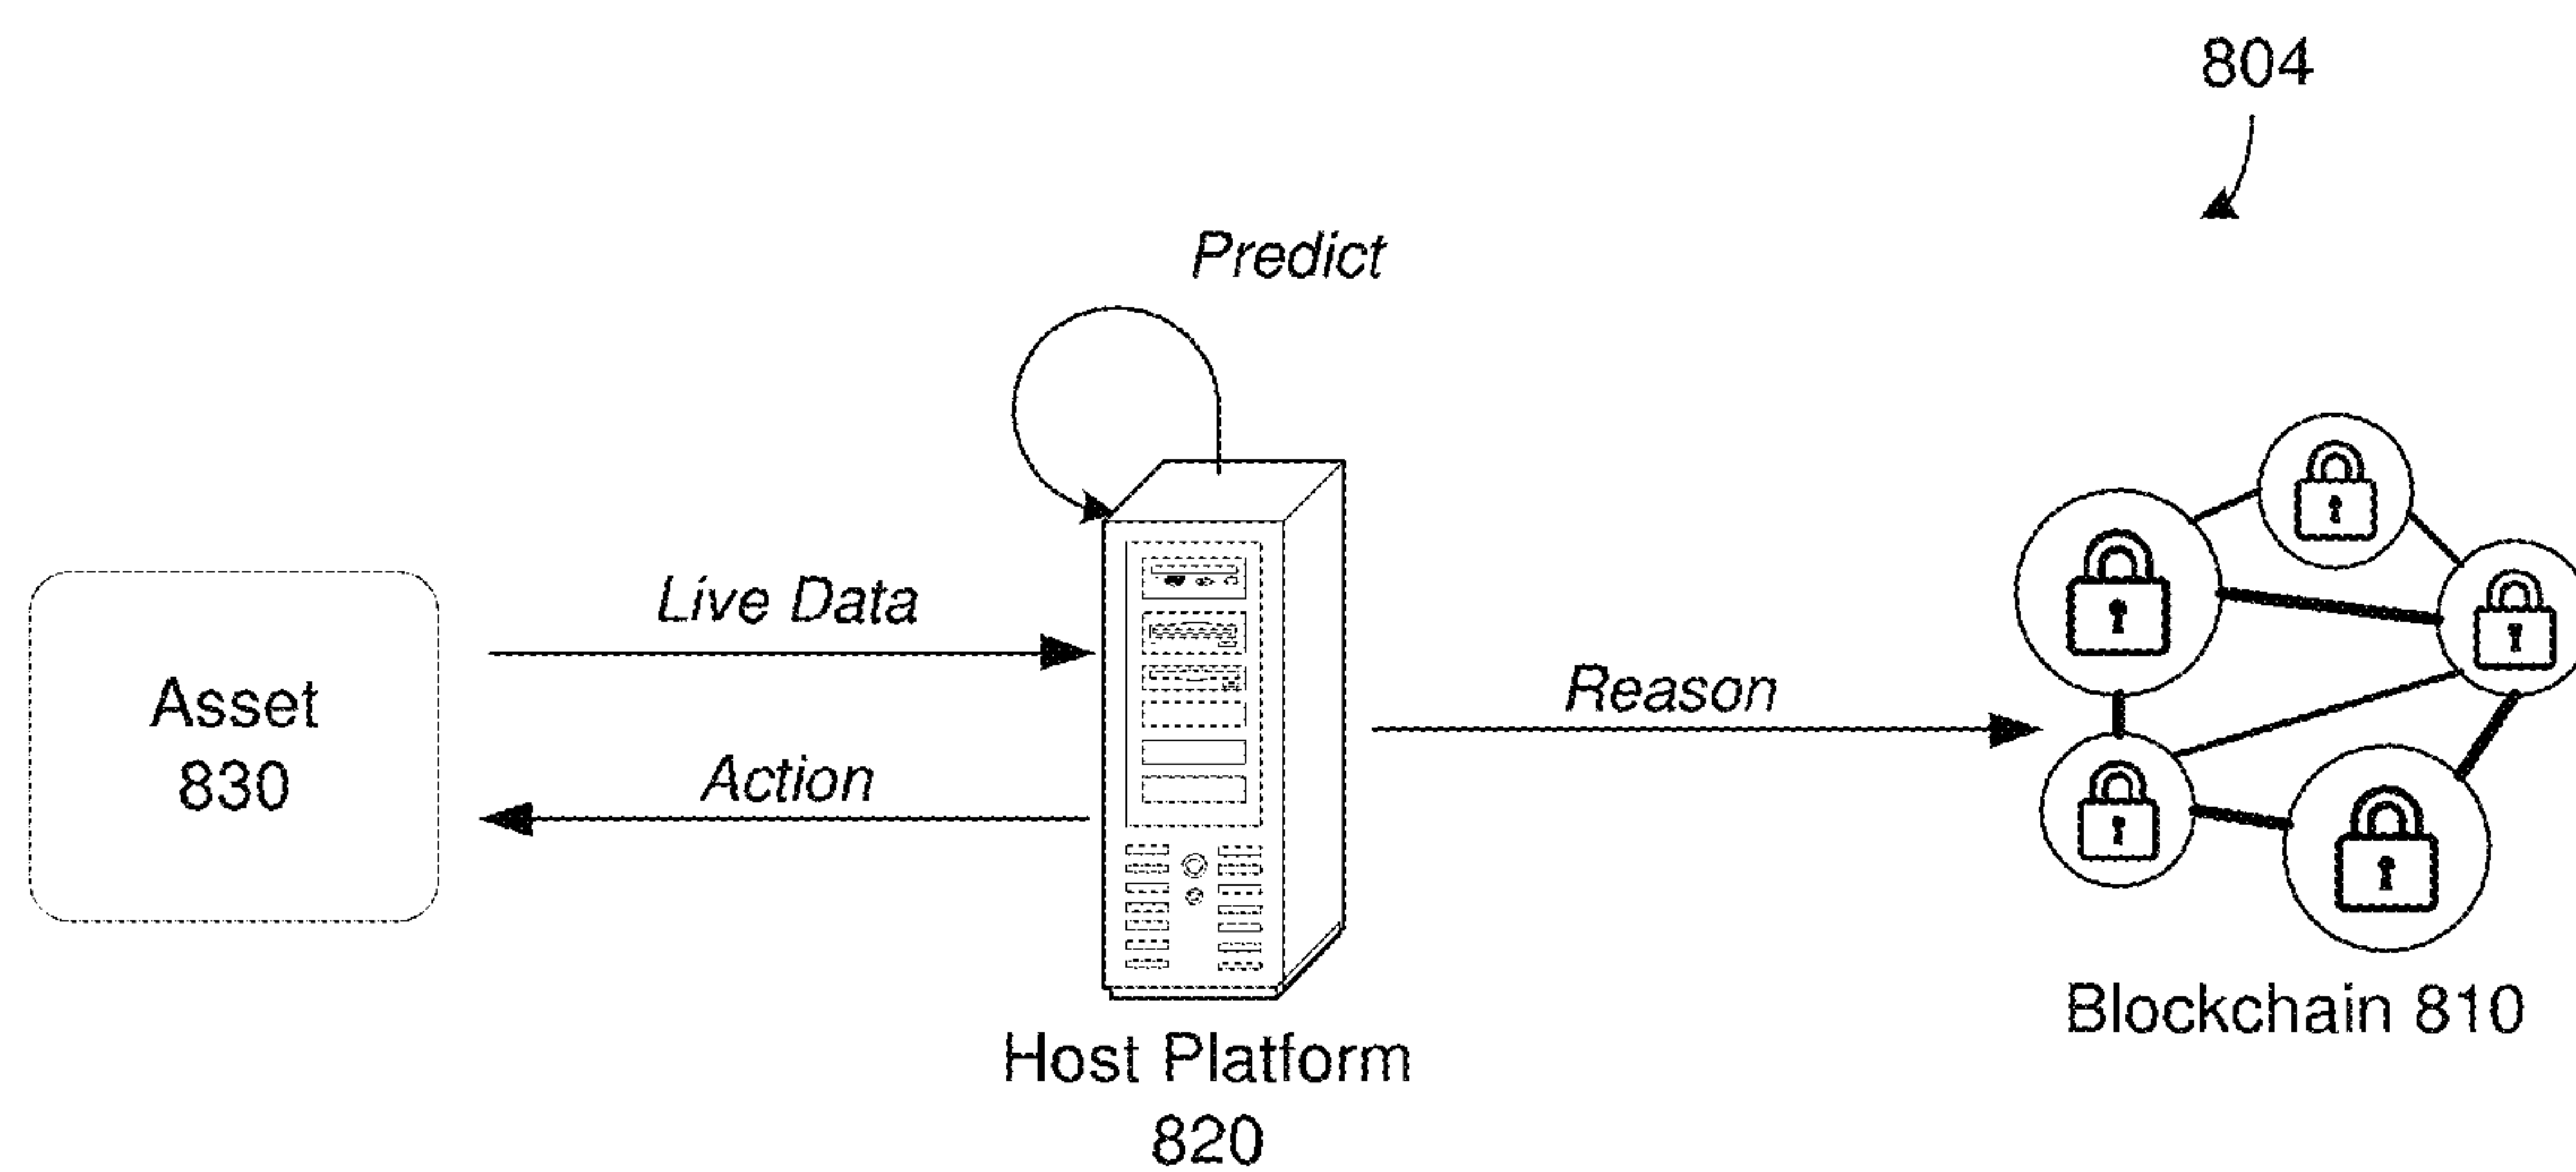 804
Predict
Live Data
Asset
830
Action
Reason
Blockchain 810
Host Platform
820